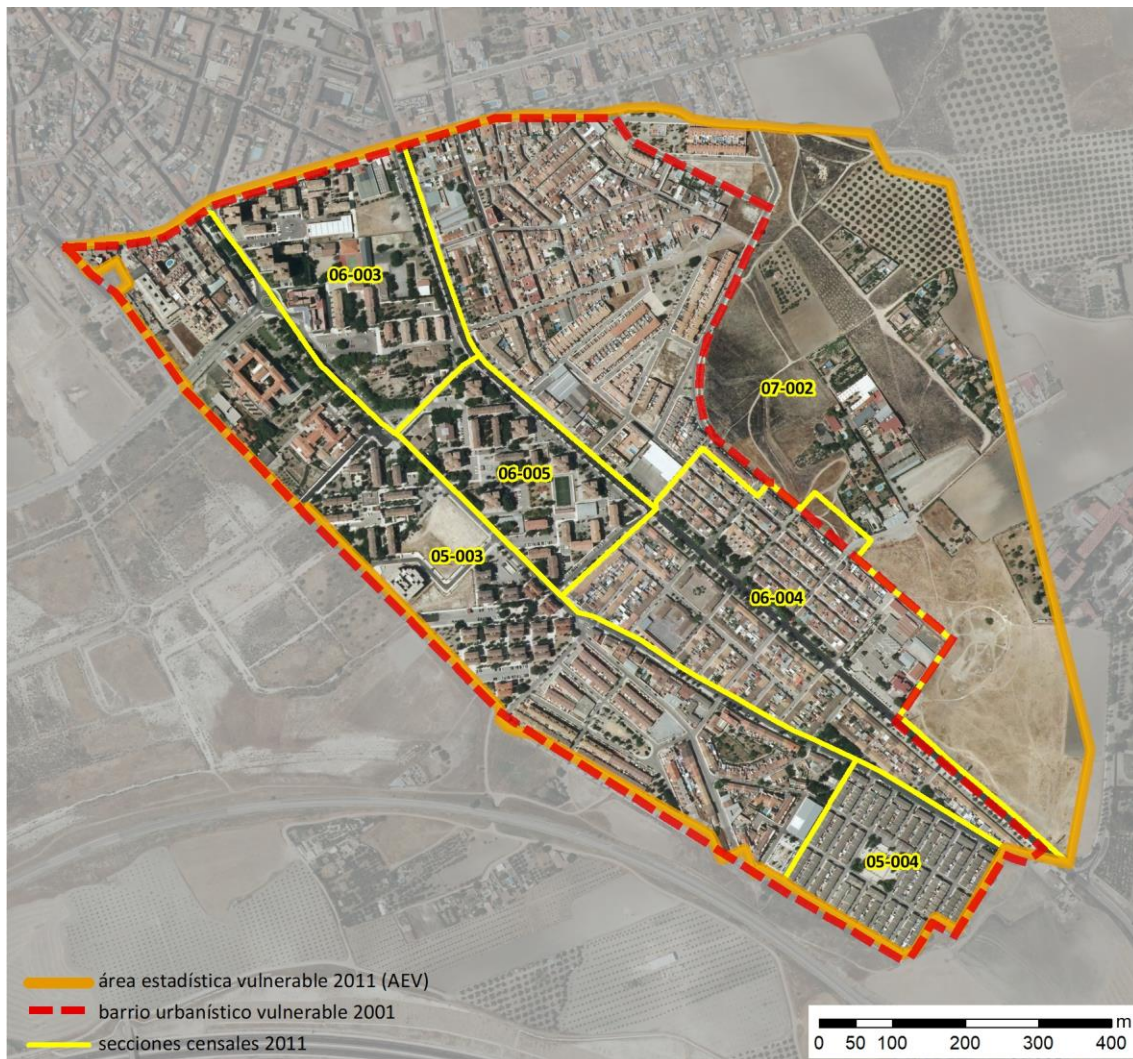 06-003
07-002
06-005
05-003
06-004
05-004
área estadística vulnerable 2011 (AEV)
barrio urbanístico vulnerable 2001
secciones censales 2011
m
0 50 100 200 300 400